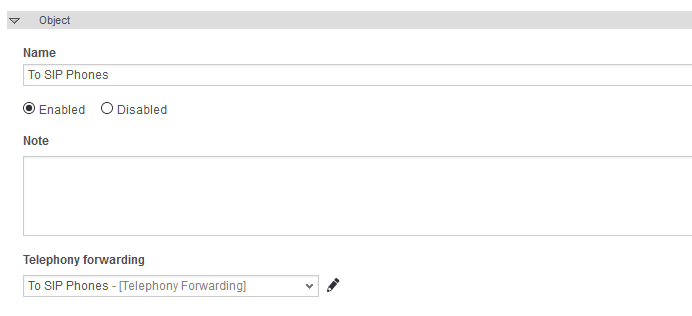 Object
Name
To SIP Phones
Enabled Disabled
Note
Telephony forwarding
To SIP Phones - [Telephony Forwarding]